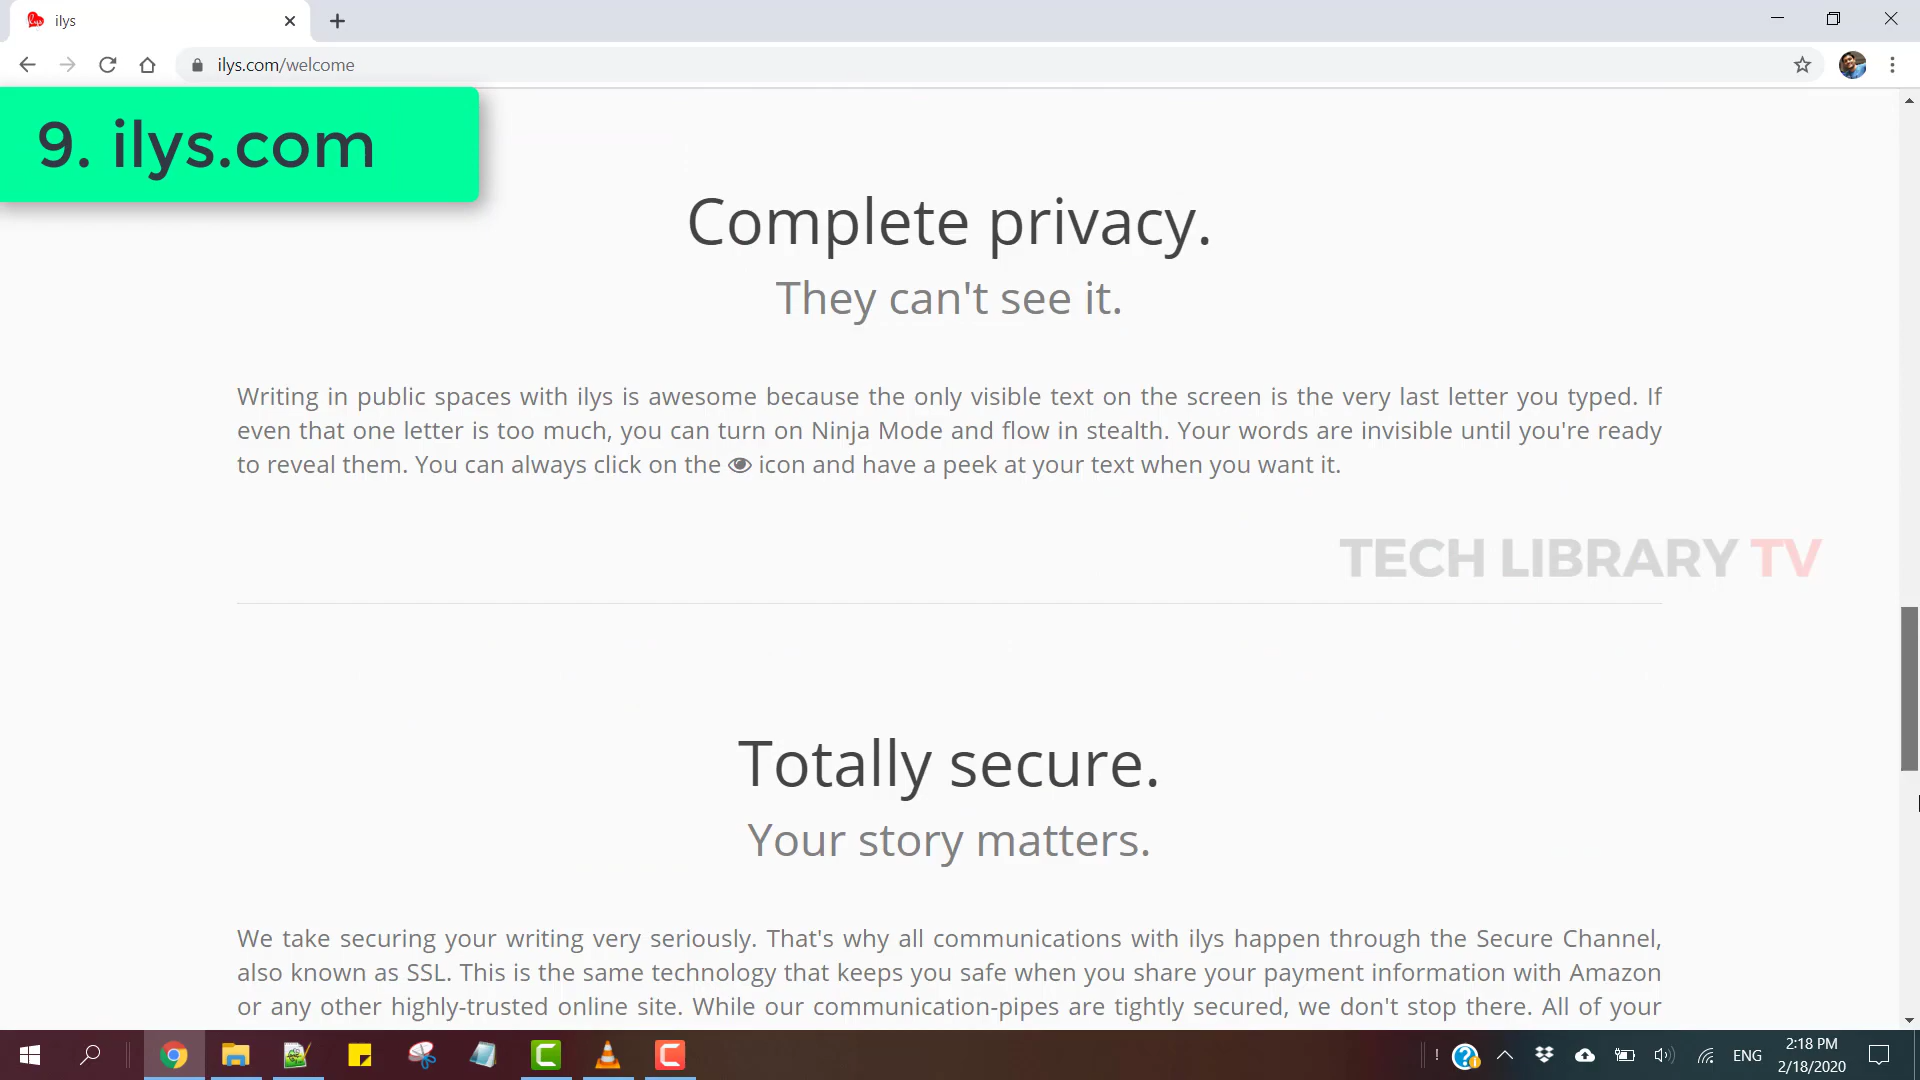 ilys
ilys.com/welcome
9. ilys.com
Complete privacy.
They can't see it.
Writing in public spaces with ilys is awesome because the only visible text on the screen is the very last letter you typed. If
even that one letter is too much, you can turn on Ninja Mode and flow in stealth. Your words are invisible until you're ready
to reveal them. You can always click on the icon and have a peek at your text when you want it.
TECH LIBRARY TV
Totally secure.
Your story matters.
We take securing your writing very seriously. That's why all communications with ilys happen through the Secure Channel,
also known as SSL. This is the same technology that keeps you safe when you share your payment information with Amazon
or any other highly-trusted online site. While our communication-pipes are tightly secured, we don't stop there. All of your
ENG
2:18 PM
2/18/2020